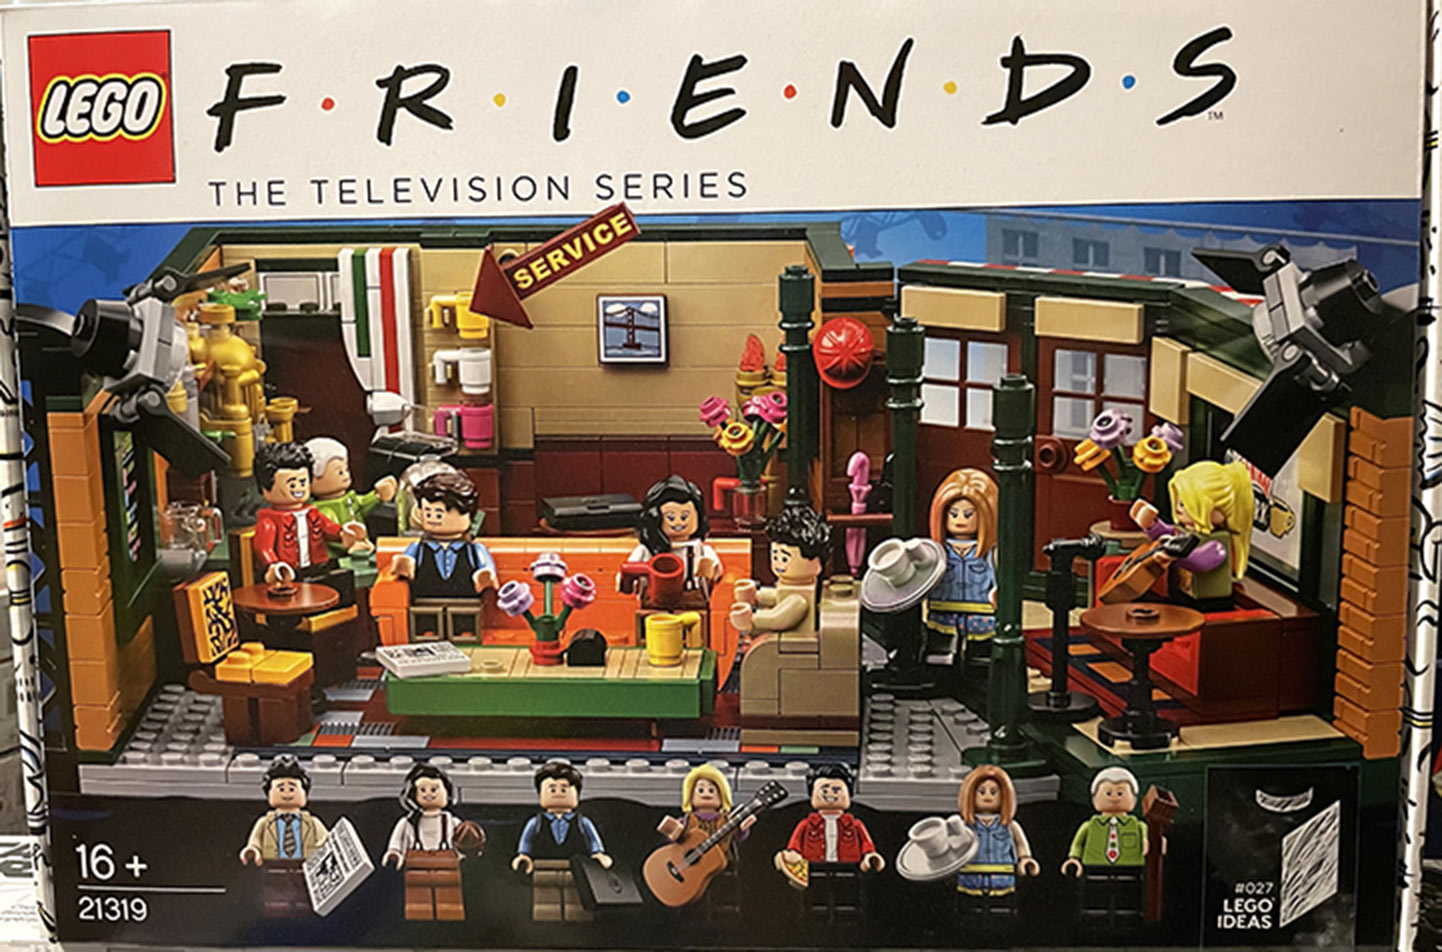 LEGO
F·R·I·E·N·D·S
™
THE TELEVISION SERIES
SERVICE
16+
21319
#027
LEGO
IDEAS